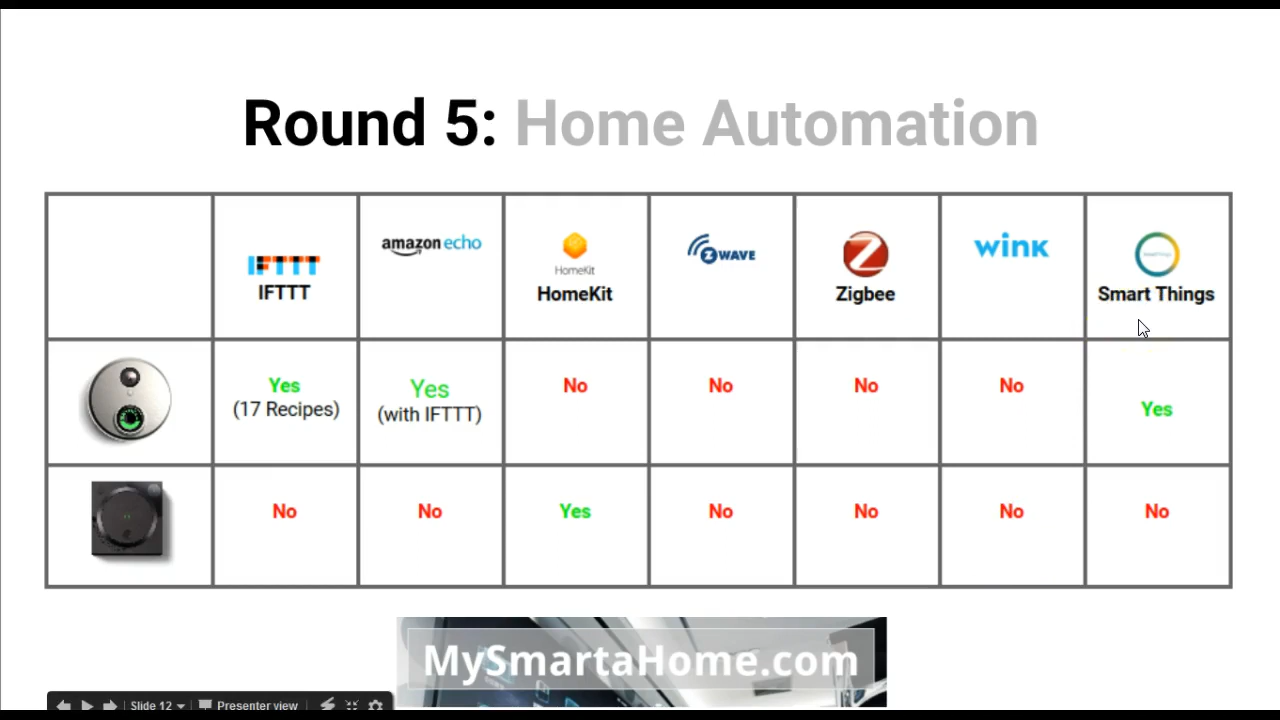 Round 5: Home Automation
IFTTT
IFTTT
amazon echo
HomeKit
HomeKit
Z WAVE
Z
Zigbee
wink
Smart Things
Yes
(17 Recipes)
Yes
(with IFTTT)
No
No
No
No
Yes
No
No
Yes
No
No
No
No
MySmartaHome.com
Slide 12
Presenter view